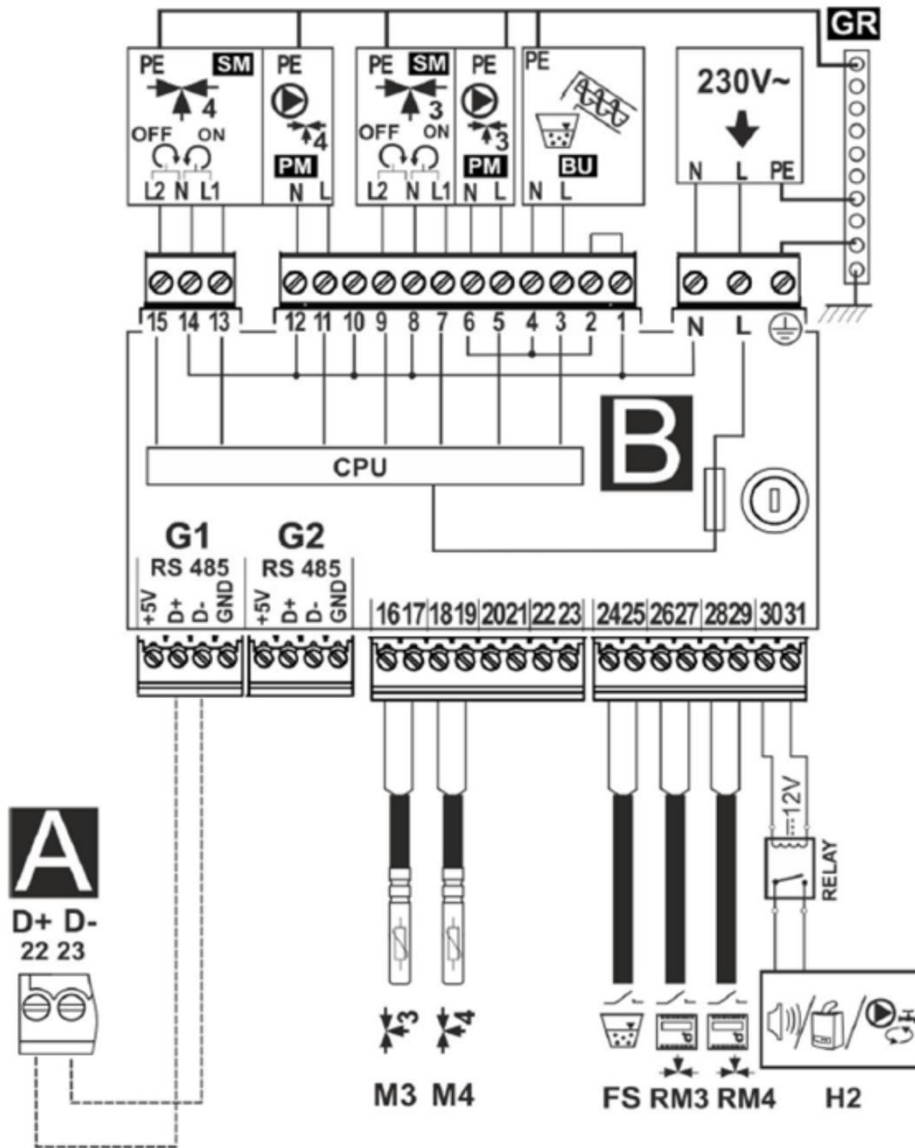 GR
PE SM PE PE SM PE PE
4 3 230V~
OFF ON 4 OFF ON 3
PM PM BU
L2 N L1 N L L2 N L1 N L N L N L PE
15 14 13 12 11 10 9 8 7 6 5 4 3 2 1 N L
B
CPU
G1 G2
RS 485 RS 485
+5V D+ D- GND +5V D+ D- GND 16 17 18 19 20 21 22 23 24 25 26 27 28 29 30 31
12V
A
RELAY
D+ D-
22 23
3 4
M3 M4 FS RM3 RM4 H2